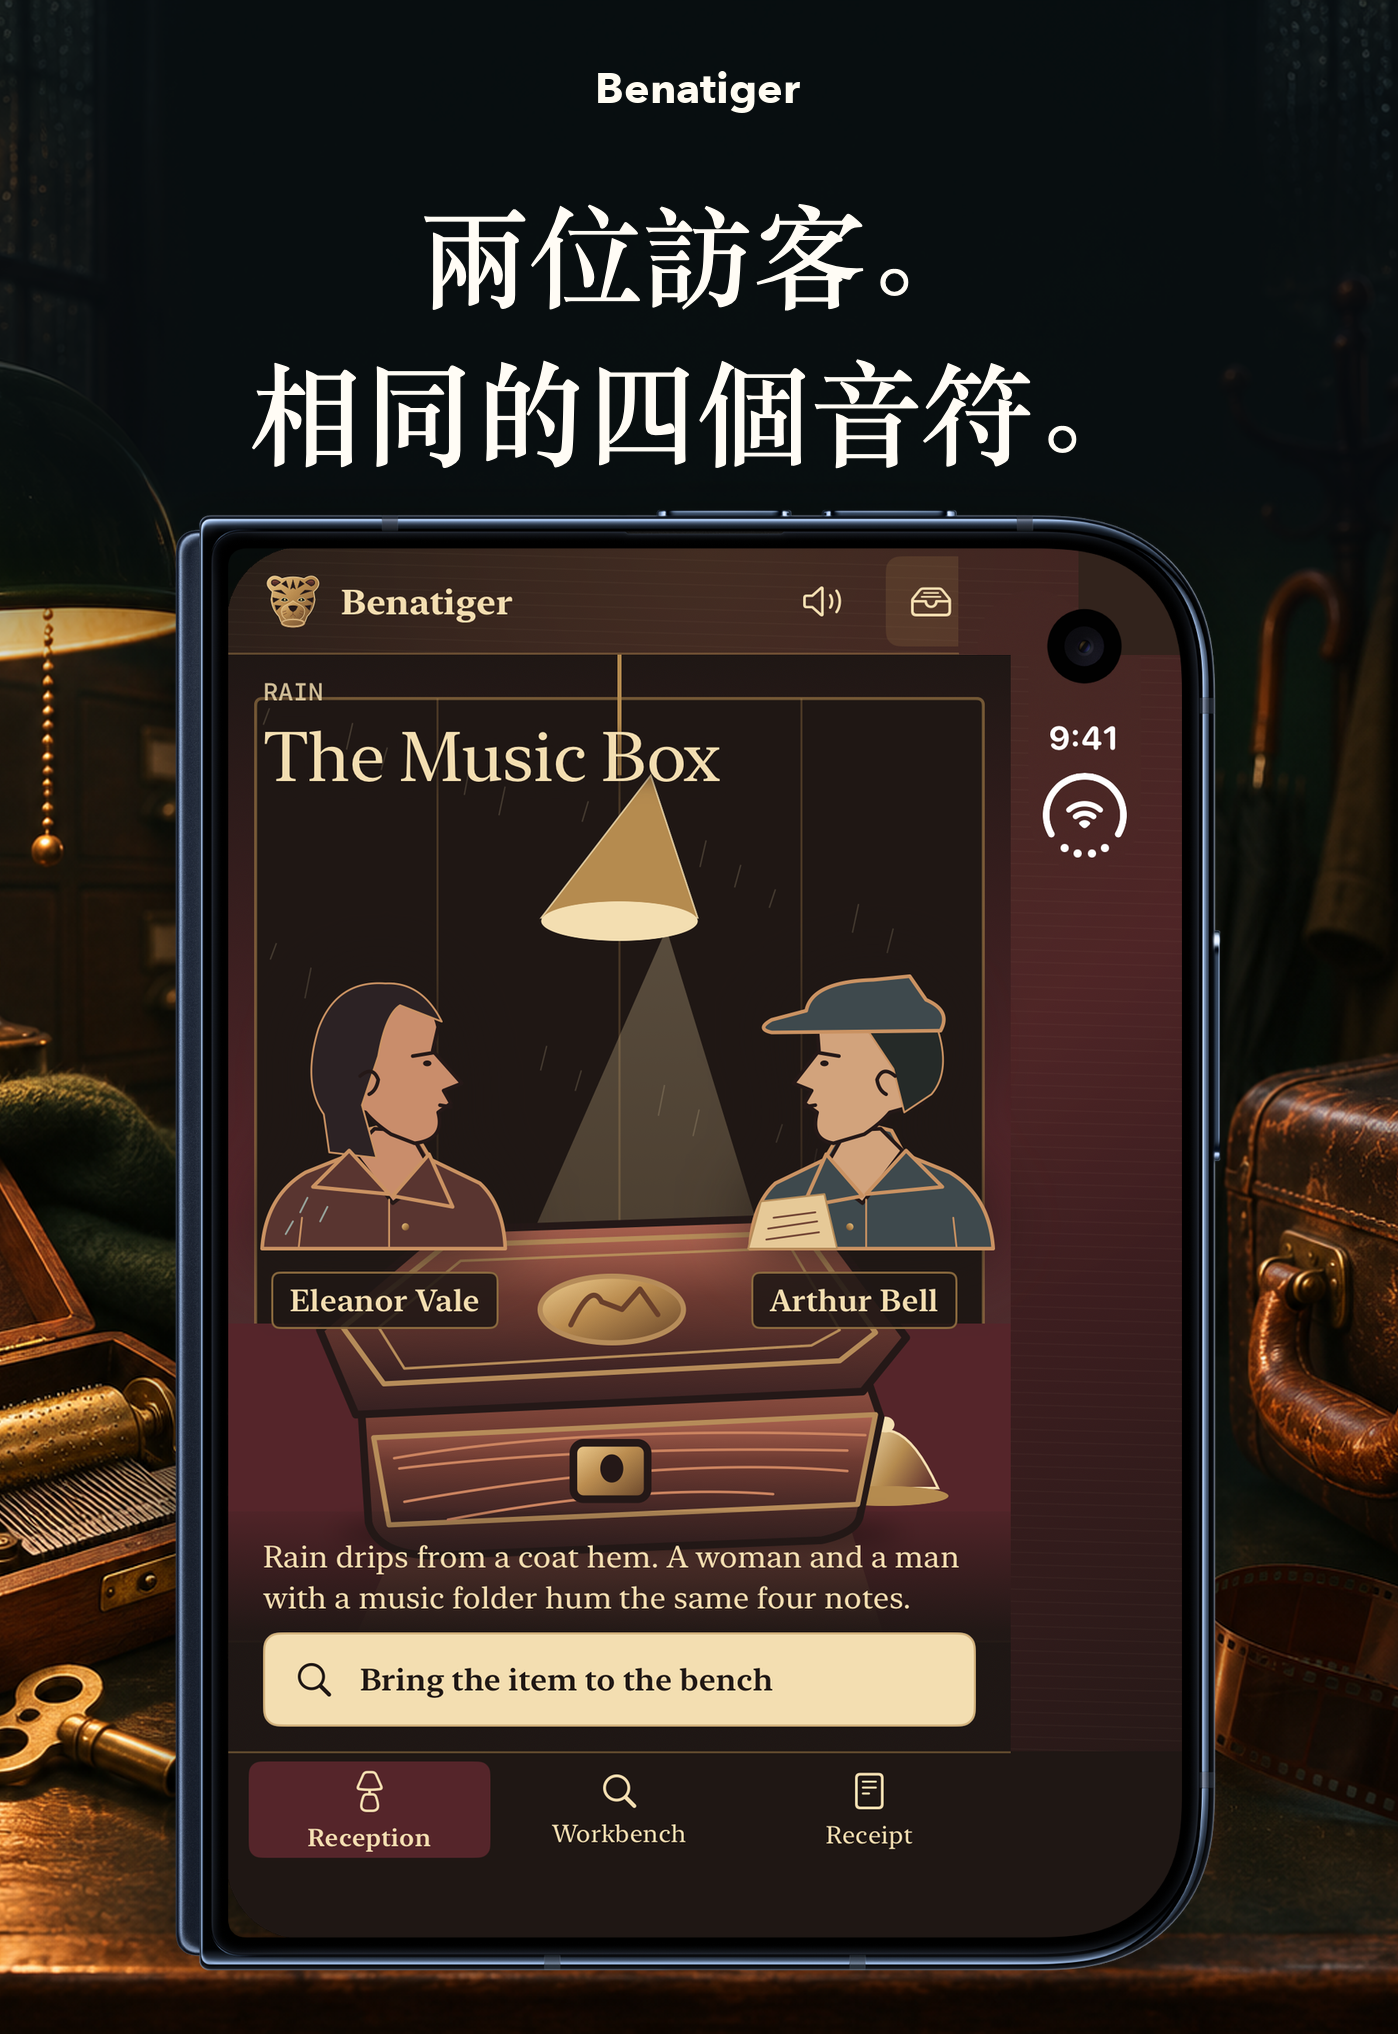 Benatiger
兩位訪客。
相同的四個音符。
Benatiger
9:41
RAIN
The Music Box
Eleanor Vale
Arthur Bell
Rain drips from a coat hem. A woman and a man
with a music folder hum the same four notes.
Bring the item to the bench
Reception
Workbench
Receipt